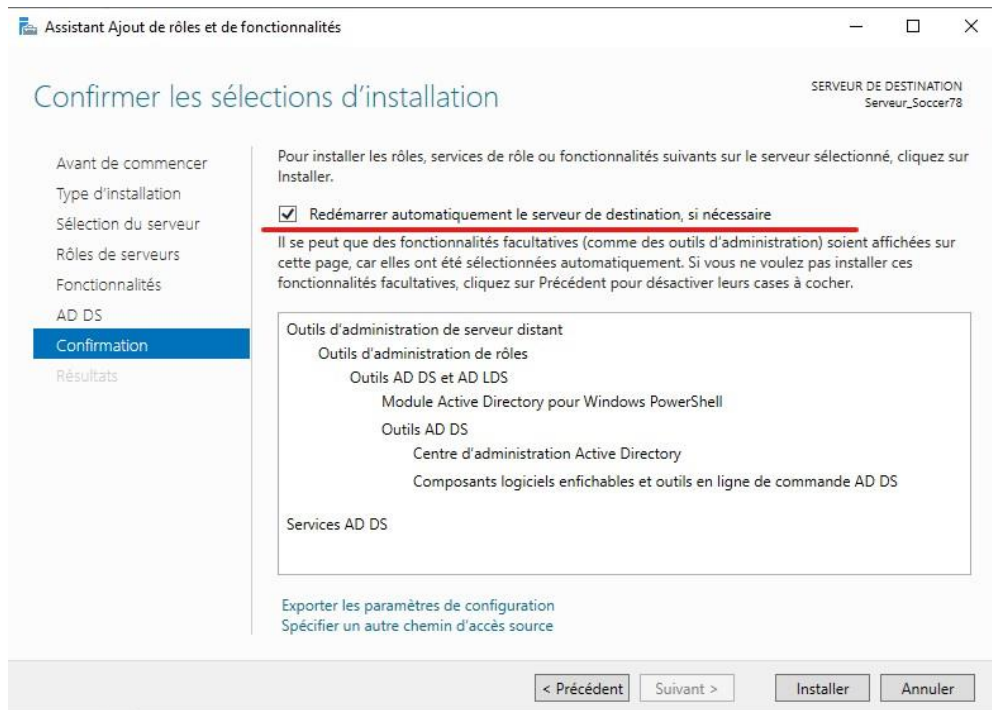 Assistant Ajout de rôles et de fonctionnalités
Confirmer les sélections d'installation
SERVEUR DE DESTINATION
Serveur_Soccer78
Avant de commencer
Type d'installation
Sélection du serveur
Rôles de serveurs
Fonctionnalités
AD DS
Confirmation
Résultats
Pour installer les rôles, services de rôle ou fonctionnalités suivants sur le serveur sélectionné, cliquez sur
Installer.
Redémarrer automatiquement le serveur de destination, si nécessaire
Il se peut que des fonctionnalités facultatives (comme des outils d'administration) soient affichées sur
cette page, car elles ont été sélectionnées automatiquement. Si vous ne voulez pas installer ces
fonctionnalités facultatives, cliquez sur Précédent pour désactiver leurs cases à cocher.
Outils d'administration de serveur distant
Outils d'administration de rôles
Outils AD DS et AD LDS
Module Active Directory pour Windows PowerShell
Outils AD DS
Centre d'administration Active Directory
Composants logiciels enfichables et outils en ligne de commande AD DS
Services AD DS
Exporter les paramètres de configuration
Spécifier un autre chemin d'accès source
< Précédent
Suivant >
Installer
Annuler